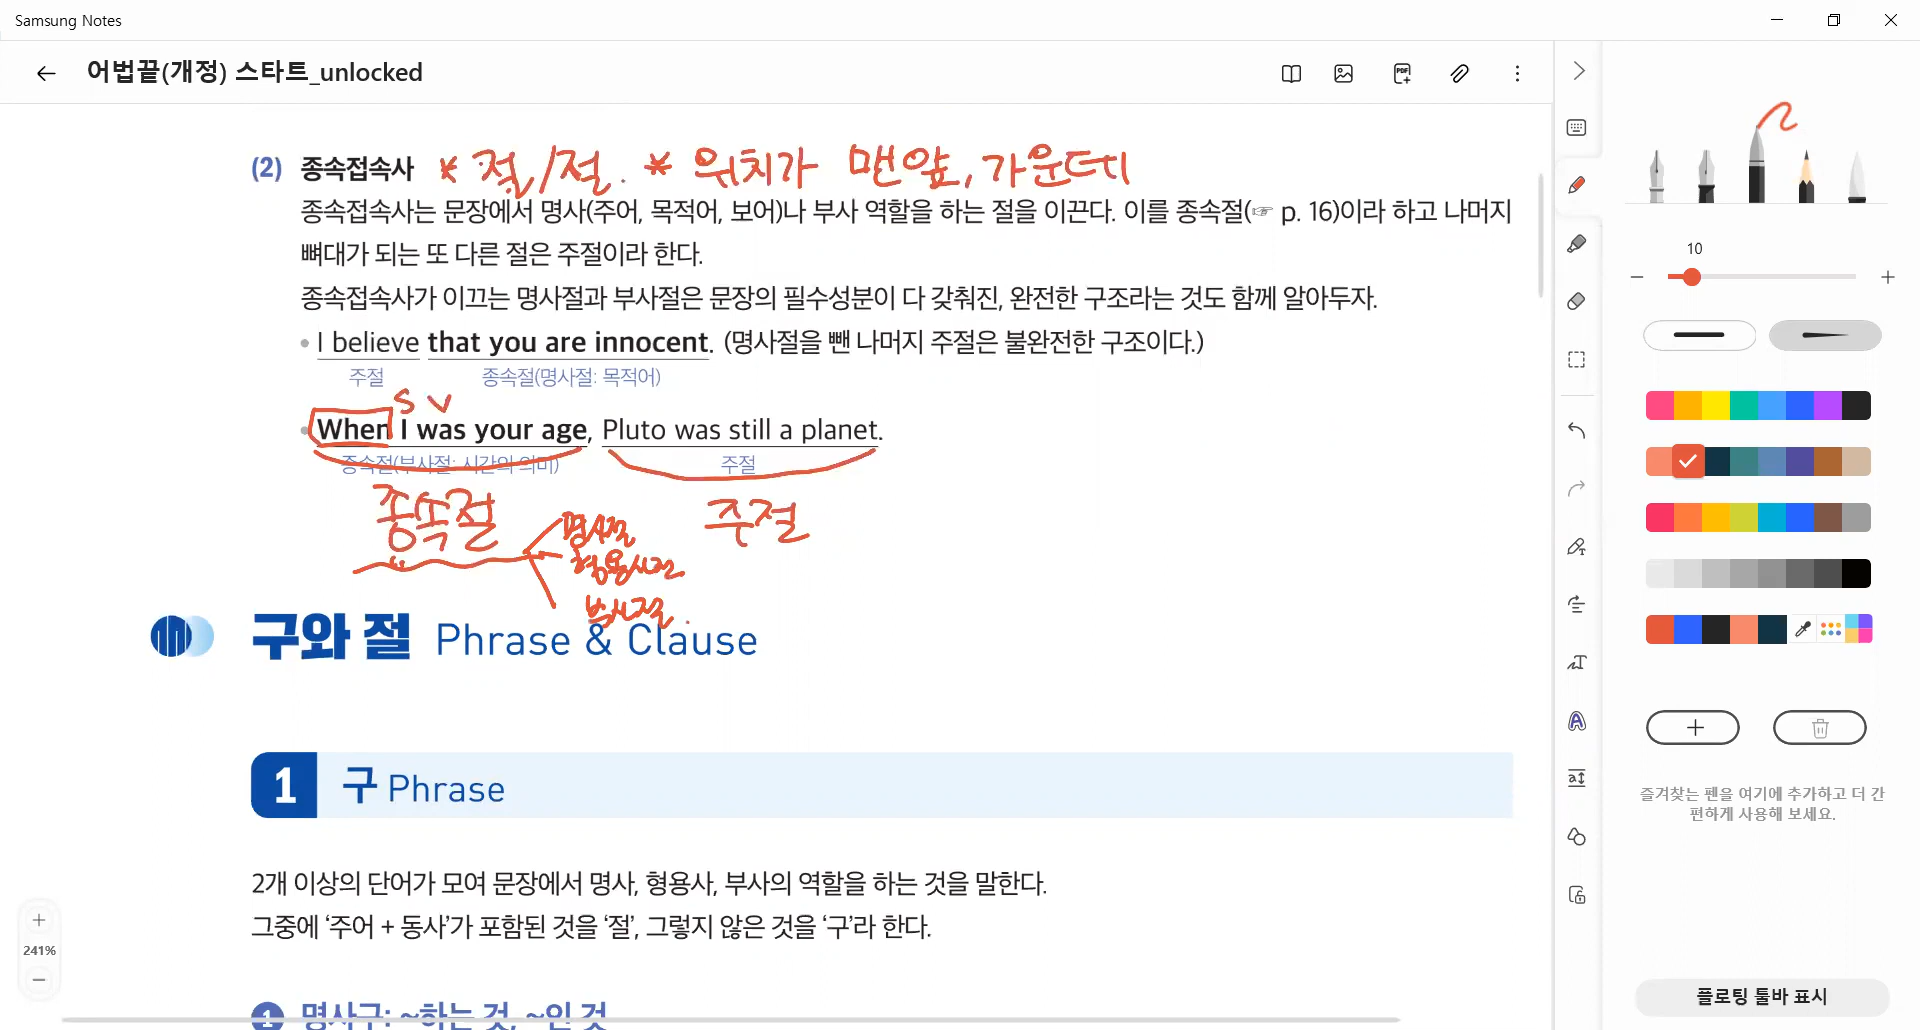 Samsung Notes
어법끝(개정) 스타트_unlocked
(2) 종속접속사 * 절/절. * 위치가 맨앞, 가운데
종속접속사는 문장에서 명사(주어, 목적어, 보어)나 부사 역할을 하는 절을 이끈다. 이를 종속절(☞ p. 16)이라 하고 나머지
뼈대가 되는 또 다른 절은 주절이라 한다.
종속접속사가 이끄는 명사절과 부사절은 문장의 필수성분이 다 갖춰진, 완전한 구조라는 것도 함께 알아두자.
• I believe that you are innocent. (명사절을 뺀 나머지 주절은 불완전한 구조이다.)
주절 종속절(명사절: 목적어)
S V
• When I was your age, Pluto was still a planet.
종속절(부사절: 시간의 의미) 주절
종속절 주절
명사절
형용사절
부사절.
구와 절 Phrase & Clause
1 구 Phrase
2개 이상의 단어가 모여 문장에서 명사, 형용사, 부사의 역할을 하는 것을 말한다.
그중에 ‘주어 + 동사’가 포함된 것을 ‘절’, 그렇지 않은 것을 ‘구’라 한다.
1 명사구: ~하는 것, ~인 것
241%
PDF
10
즐겨찾는 펜을 여기에 추가하고 더 간
편하게 사용해 보세요.
플로팅 툴바 표시